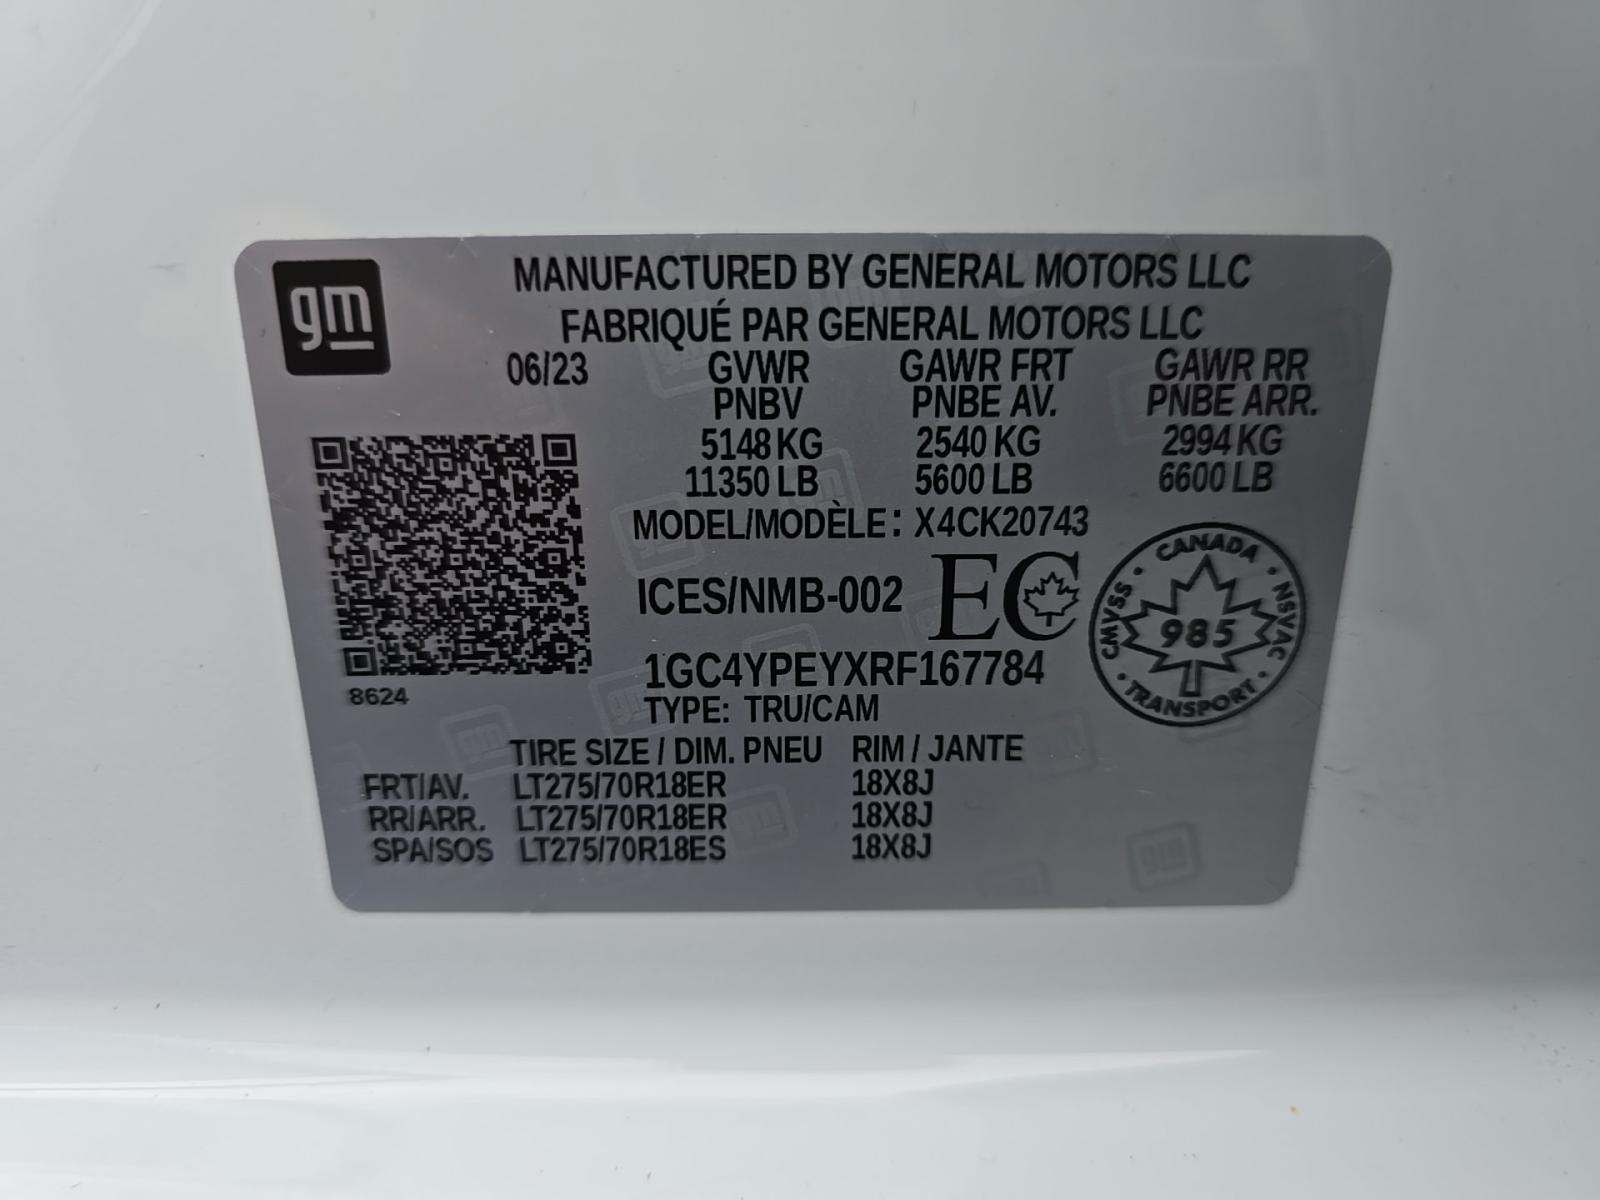 gm
MANUFACTURED BY GENERAL MOTORS LLC
FABRIQUÉ PAR GENERAL MOTORS LLC
06/23 GVWR GAWR FRT GAWR RR
PNBV PNBE AV. PNBE ARR.
5148 KG 2540 KG 2994 KG
11350 LB 5600 LB 6600 LB
MODEL/MODÈLE: X4CK20743
ICES/NMB-002 EC
CANADA
CMVSS
985
NSVAC
TRANSPORT
1GC4YPEYXRF167784
8624
TYPE: TRU/CAM
TIRE SIZE / DIM. PNEU RIM / JANTE
FRT/AV. LT275/70R18ER 18X8J
RR/ARR. LT275/70R18ER 18X8J
SPA/SOS LT275/70R18ES 18X8J